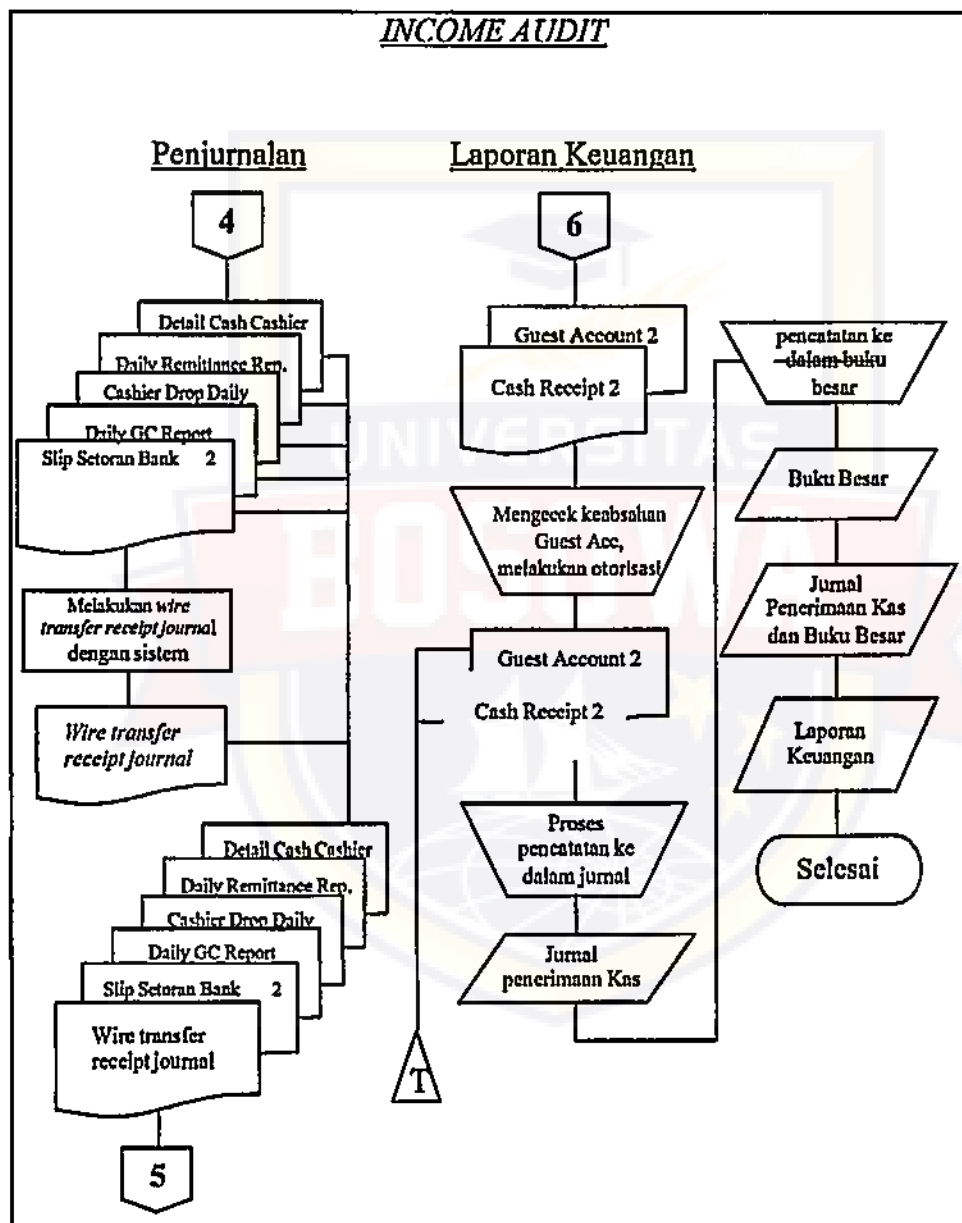 INCOME AUDIT
Penjurnalan
4
Detail Cash Cashier
Daily Remittance Rep.
Cashier Drop Daily
Daily GC Report
Slip Setoran Bank 2
Melakukan wire
transfer receipt journal
dengan sistem
Wire transfer
receipt journal
Detail Cash Cashier
Daily Remittance Rep.
Cashier Drop Daily
Daily GC Report
Slip Setoran Bank 2
Wire transfer
receipt journal
5
Laporan Keuangan
6
Guest Account 2
Cash Receipt 2
Mengecek keabsahan
Guest Acc,
melakukan otorisasi
Guest Account 2
Cash Receipt 2
Proses
pencatatan ke
dalam jurnal
Jurnal
penerimaan Kas
T
pencatatan ke
dalam buku
besar
Buku Besar
Jurnal
Penerimaan Kas
dan Buku Besar
Laporan
Keuangan
Selesai
UNIVERSITAS
BOSOWA